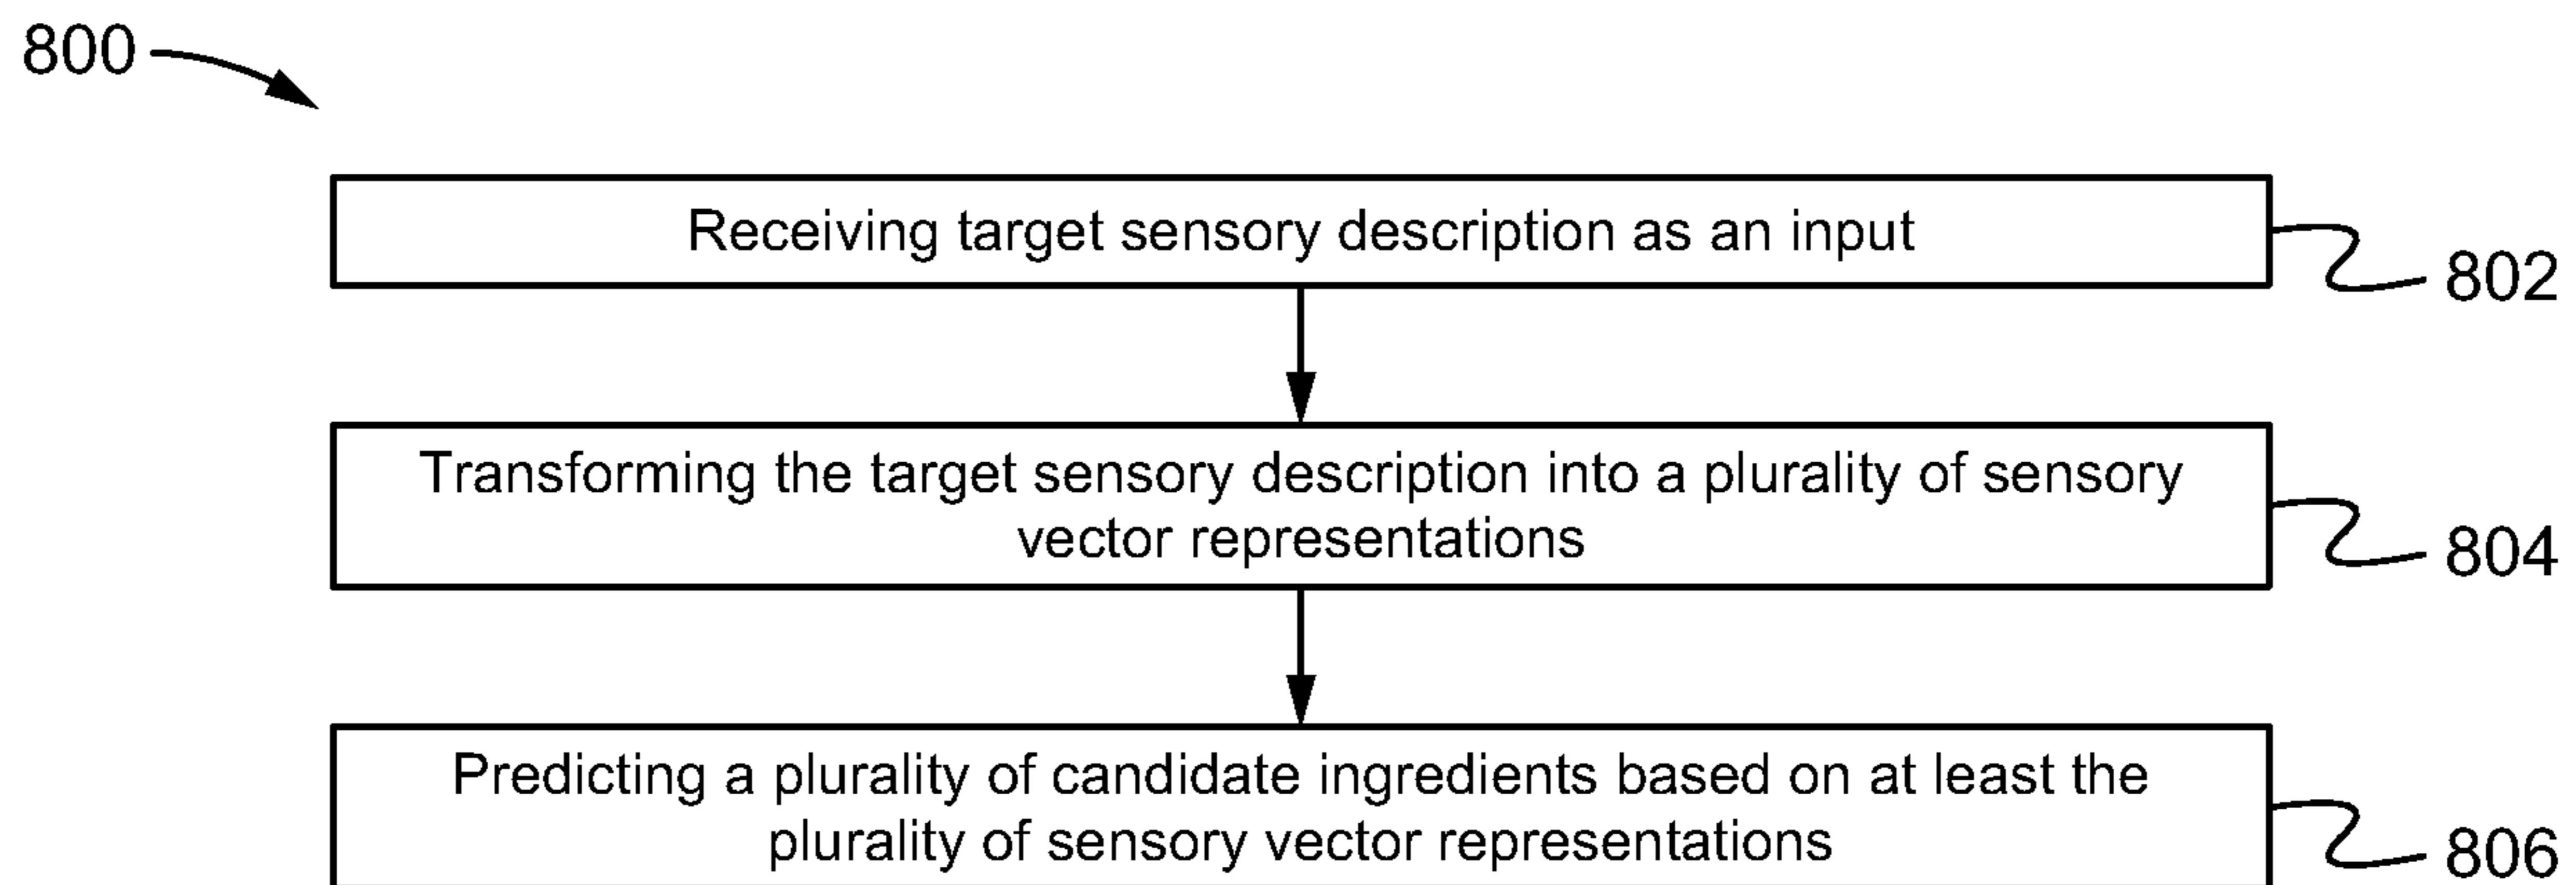 800
Receiving target sensory description as an input
802
Transforming the target sensory description into a plurality of sensory
vector representations
804
Predicting a plurality of candidate ingredients based on at least the
plurality of sensory vector representations
806